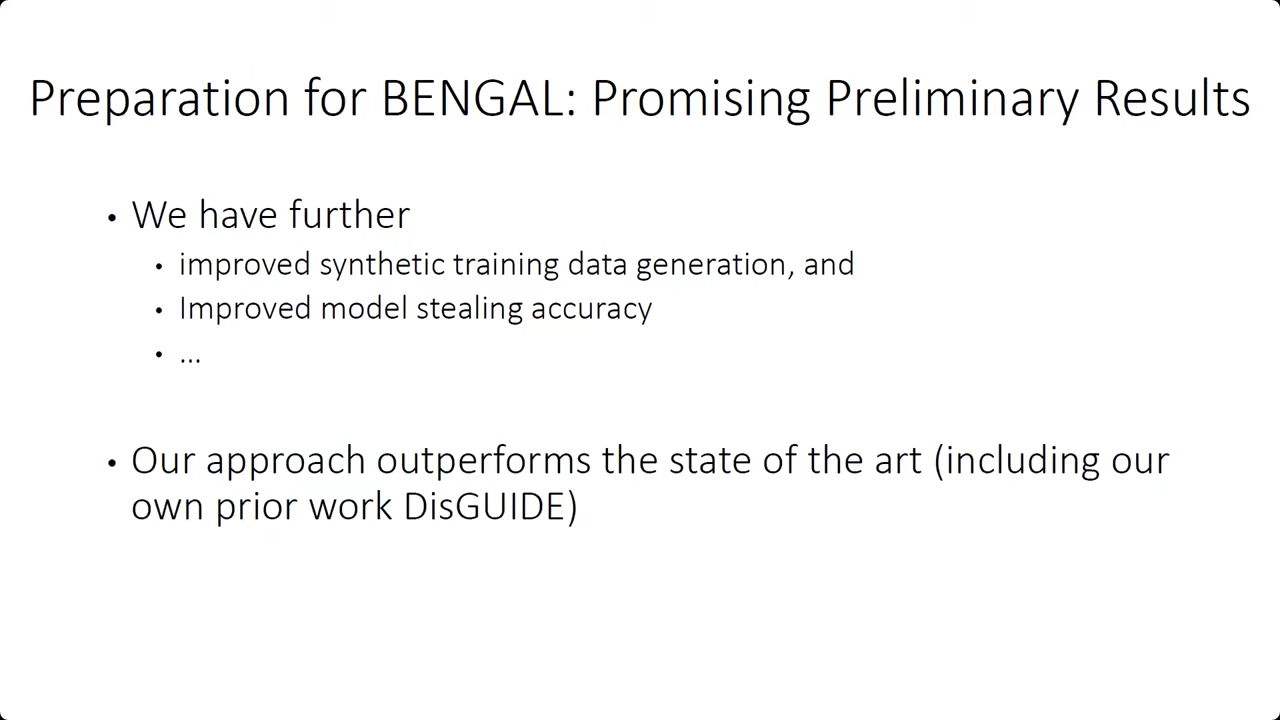 Preparation for BENGAL: Promising Preliminary Results
• We have further
• improved synthetic training data generation, and
• Improved model stealing accuracy
• ...
• Our approach outperforms the state of the art (including our
own prior work DisGUIDE)